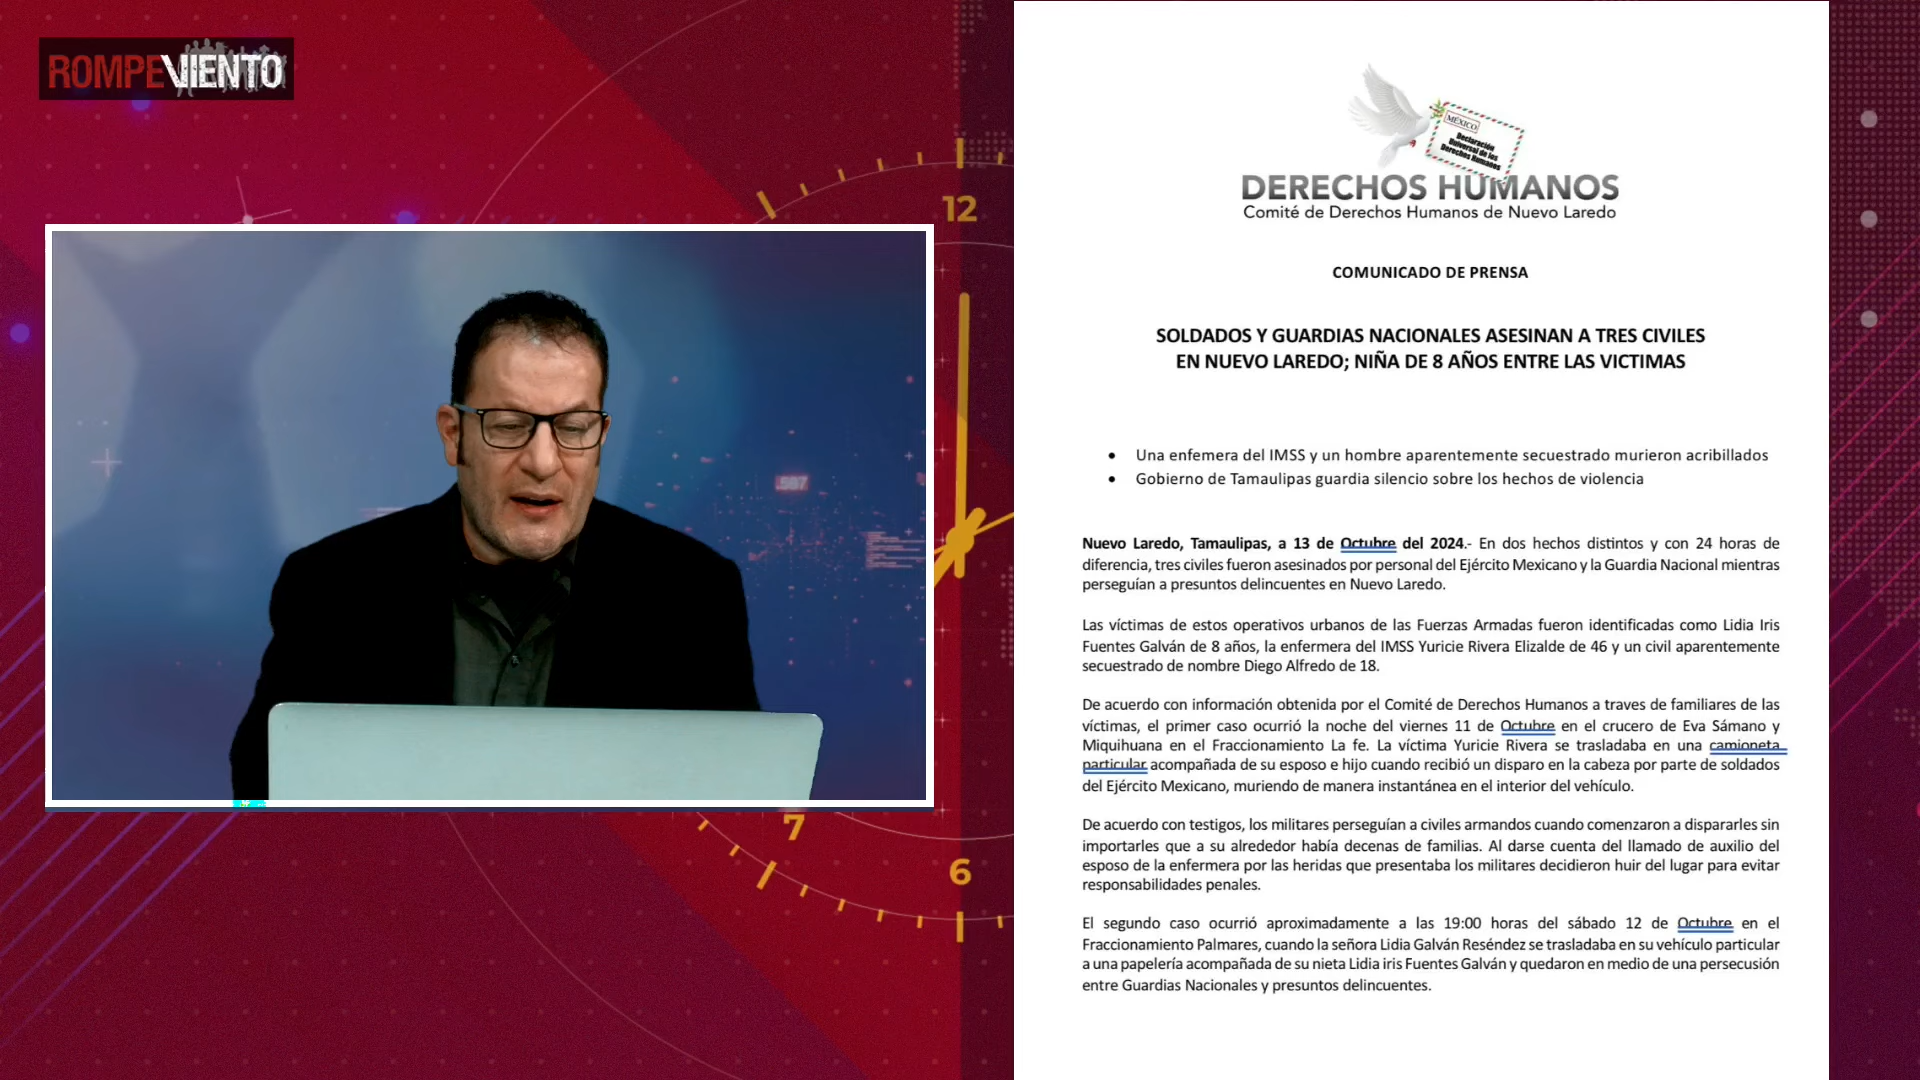 ROMPEVIENTO
12
.587
7
6
MÉXICO
Declaración
Universal de los
Derechos Humanos
DERECHOS HUMANOS
Comité de Derechos Humanos de Nuevo Laredo
COMUNICADO DE PRENSA
SOLDADOS Y GUARDIAS NACIONALES ASESINAN A TRES CIVILES
EN NUEVO LAREDO; NIÑA DE 8 AÑOS ENTRE LAS VICTIMAS
• Una enfemera del IMSS y un hombre aparentemente secuestrado murieron acribillados
• Gobierno de Tamaulipas guardia silencio sobre los hechos de violencia
Nuevo Laredo, Tamaulipas, a 13 de Octubre del 2024.- En dos hechos distintos y con 24 horas de
diferencia, tres civiles fueron asesinados por personal del Ejército Mexicano y la Guardia Nacional mientras
perseguían a presuntos delincuentes en Nuevo Laredo.
Las víctimas de estos operativos urbanos de las Fuerzas Armadas fueron identificadas como Lidia Iris
Fuentes Galván de 8 años, la enfermera del IMSS Yuricie Rivera Elizalde de 46 y un civil aparentemente
secuestrado de nombre Diego Alfredo de 18.
De acuerdo con información obtenida por el Comité de Derechos Humanos a traves de familiares de las
víctimas, el primer caso ocurrió la noche del viernes 11 de Octubre en el crucero de Eva Sámano y
Miquihuana en el Fraccionamiento La fe. La víctima Yuricie Rivera se trasladaba en una camioneta
particular acompañada de su esposo e hijo cuando recibió un disparo en la cabeza por parte de soldados
del Ejército Mexicano, muriendo de manera instantánea en el interior del vehículo.
De acuerdo con testigos, los militares perseguían a civiles armandos cuando comenzaron a dispararles sin
importarles que a su alrededor había decenas de familias. Al darse cuenta del llamado de auxilio del
esposo de la enfermera por las heridas que presentaba los militares decidieron huir del lugar para evitar
responsabilidades penales.
El segundo caso ocurrió aproximadamente a las 19:00 horas del sábado 12 de Octubre en el
Fraccionamiento Palmares, cuando la señora Lidia Galván Reséndez se trasladaba en su vehículo particular
a una papelería acompañada de su nieta Lidia iris Fuentes Galván y quedaron en medio de una persecusión
entre Guardias Nacionales y presuntos delincuentes.